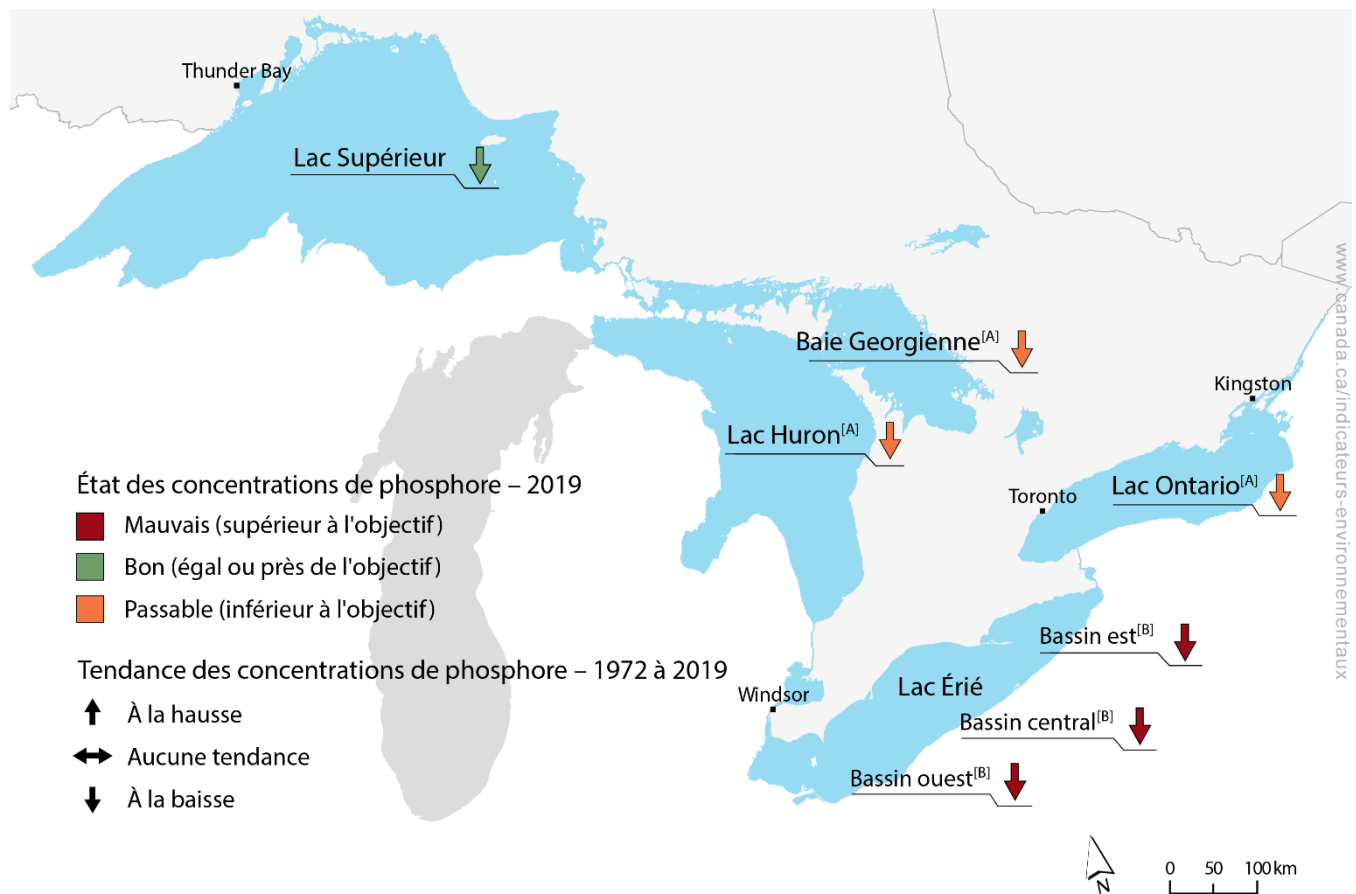 Thunder Bay
Lac Supérieur
Baie Georgienne[A]
Kingston
Lac Huron[A]
Lac Ontario[A]
Toronto
État des concentrations de phosphore – 2019
Mauvais (supérieur à l'objectif)
Bon (égal ou près de l'objectif)
Passable (inférieur à l'objectif)
Bassin est[B]
Tendance des concentrations de phosphore – 1972 à 2019
Lac Érié
Windsor
À la hausse
Bassin central[B]
Aucune tendance
Bassin ouest[B]
À la baisse
N
0 50 100 km
www.canada.ca/indicateurs-environnementaux